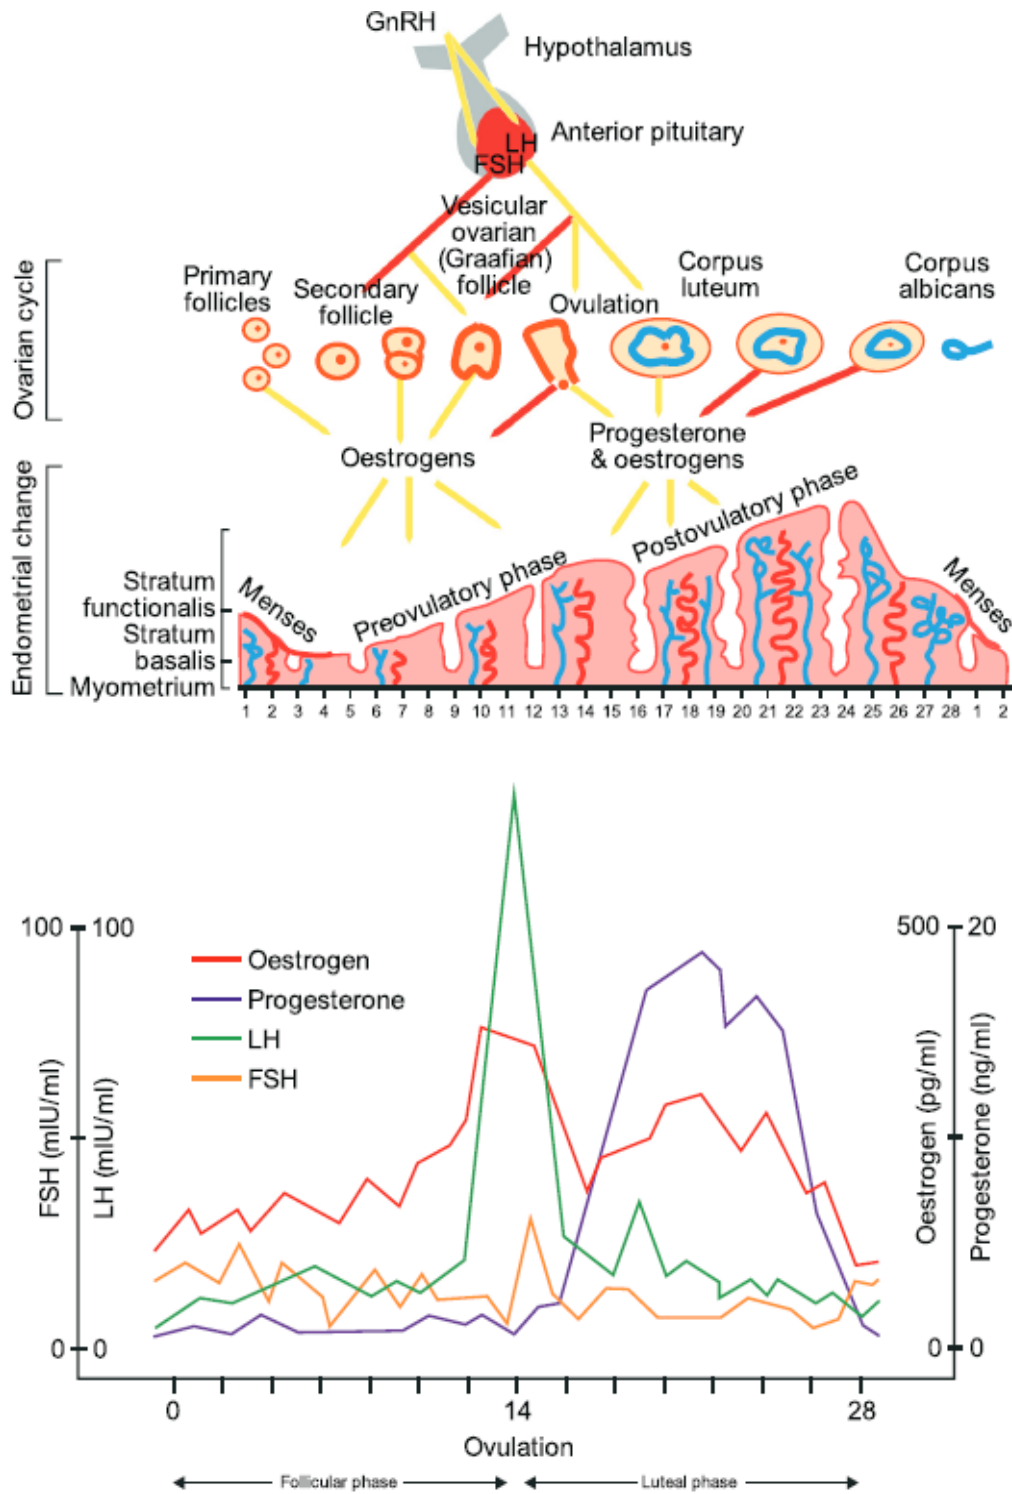 GnRH
Hypothalamus
Anterior pituitary
LH
FSH
Ovarian cycle
Primary
follicles
Secondary
follicle
Vesicular
ovarian
(Graafian)
follicle
Ovulation
Corpus
luteum
Corpus
albicans
Oestrogens
Progesterone
& oestrogens
Endometrial change
Stratum
functionalis
Stratum
basalis
Myometrium
Menses
Preovulatory phase
Postovulatory phase
Menses
1 2 3 4 5 6 7 8 9 10 11 12 13 14 15 16 17 18 19 20 21 22 23 24 25 26 27 28 1 2
100 100
500 20
Oestrogen
Progesterone
LH
FSH
FSH (mIU/ml)
LH (mIU/ml)
Oestrogen (pg/ml)
Progesterone (ng/ml)
0 0
0 0
0 14 28
Ovulation
Follicular phase
Luteal phase